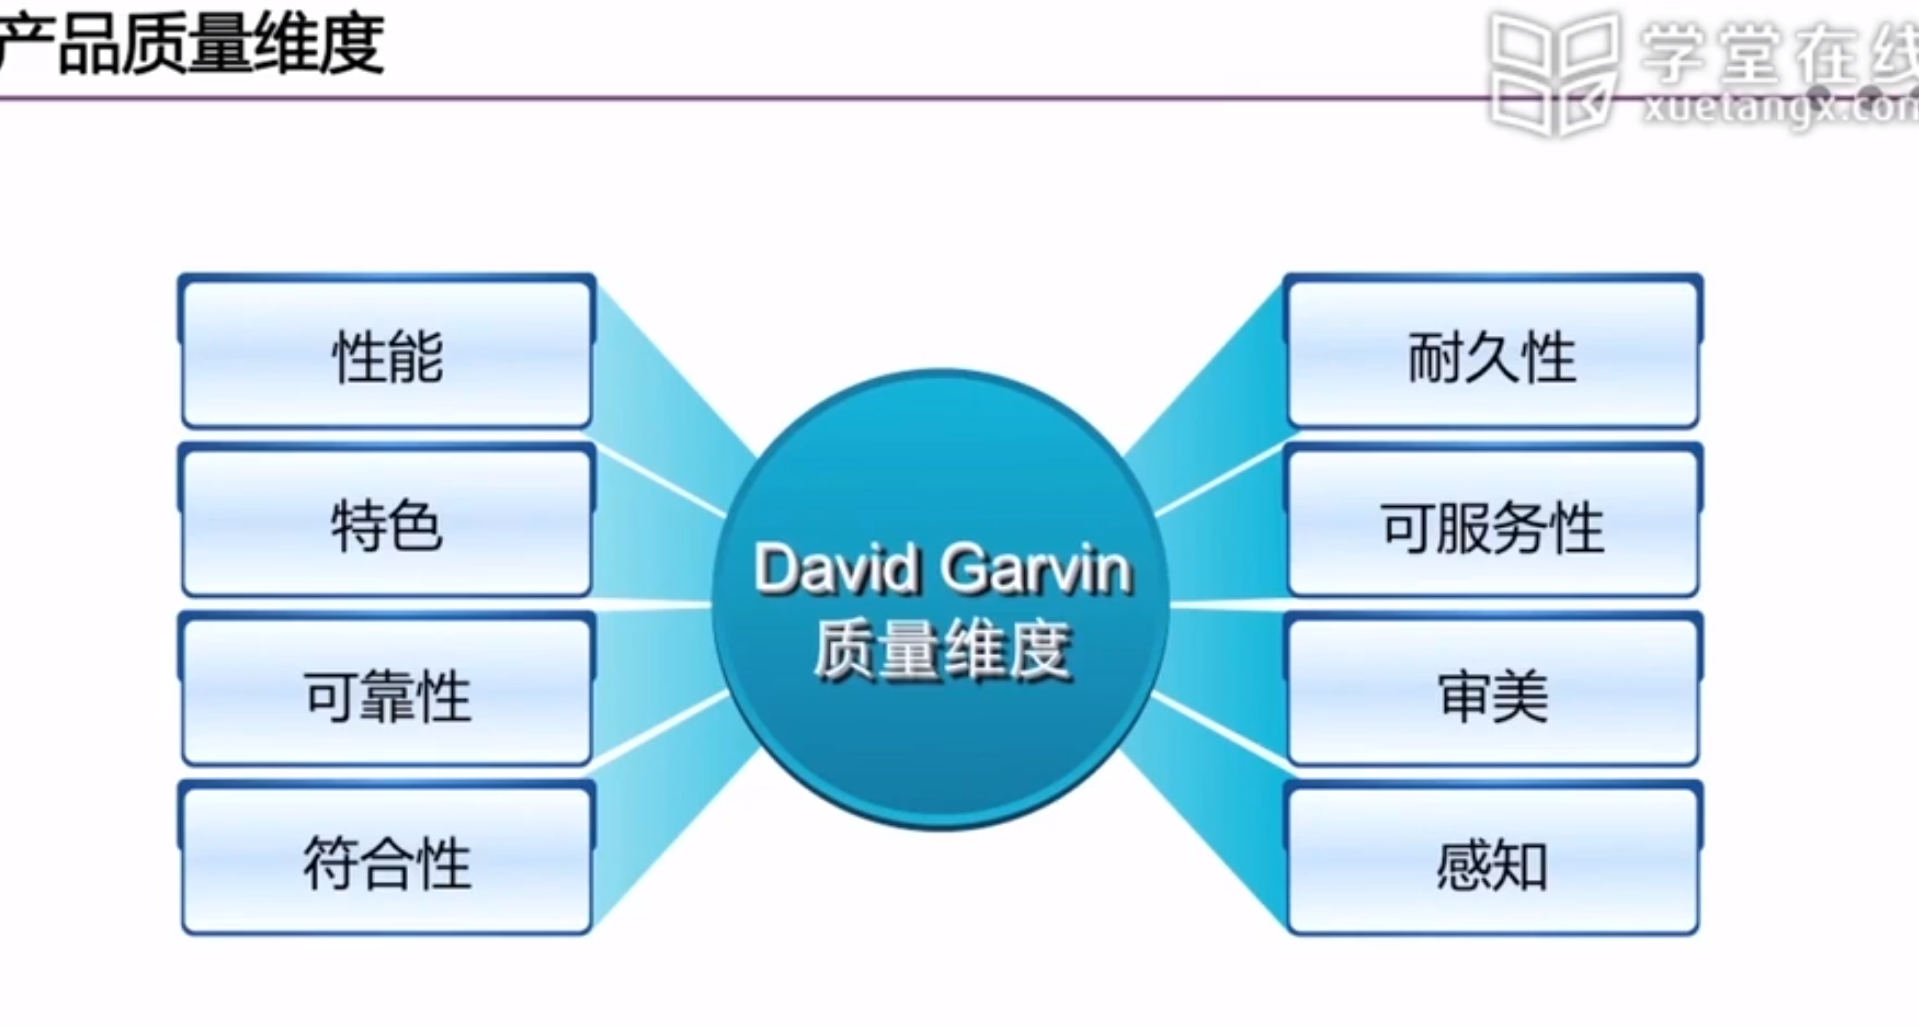 产品质量维度
学堂在线
xuetangx.com
性能
特色
可靠性
符合性
David Garvin
质量维度
耐久性
可服务性
审美
感知